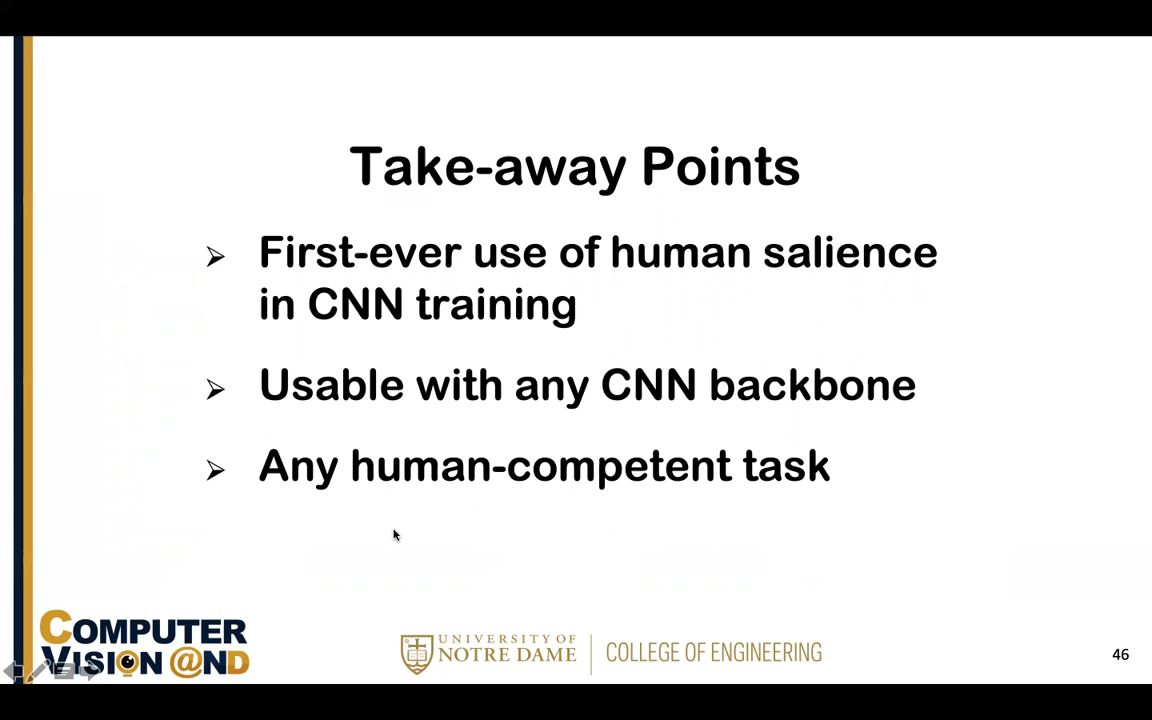 Take-away Points
First-ever use of human salience
in CNN training
Usable with any CNN backbone
Any human-competent task
COMPUTER
VISION @ND
UNIVERSITY OF
NOTRE DAME
COLLEGE OF ENGINEERING
46